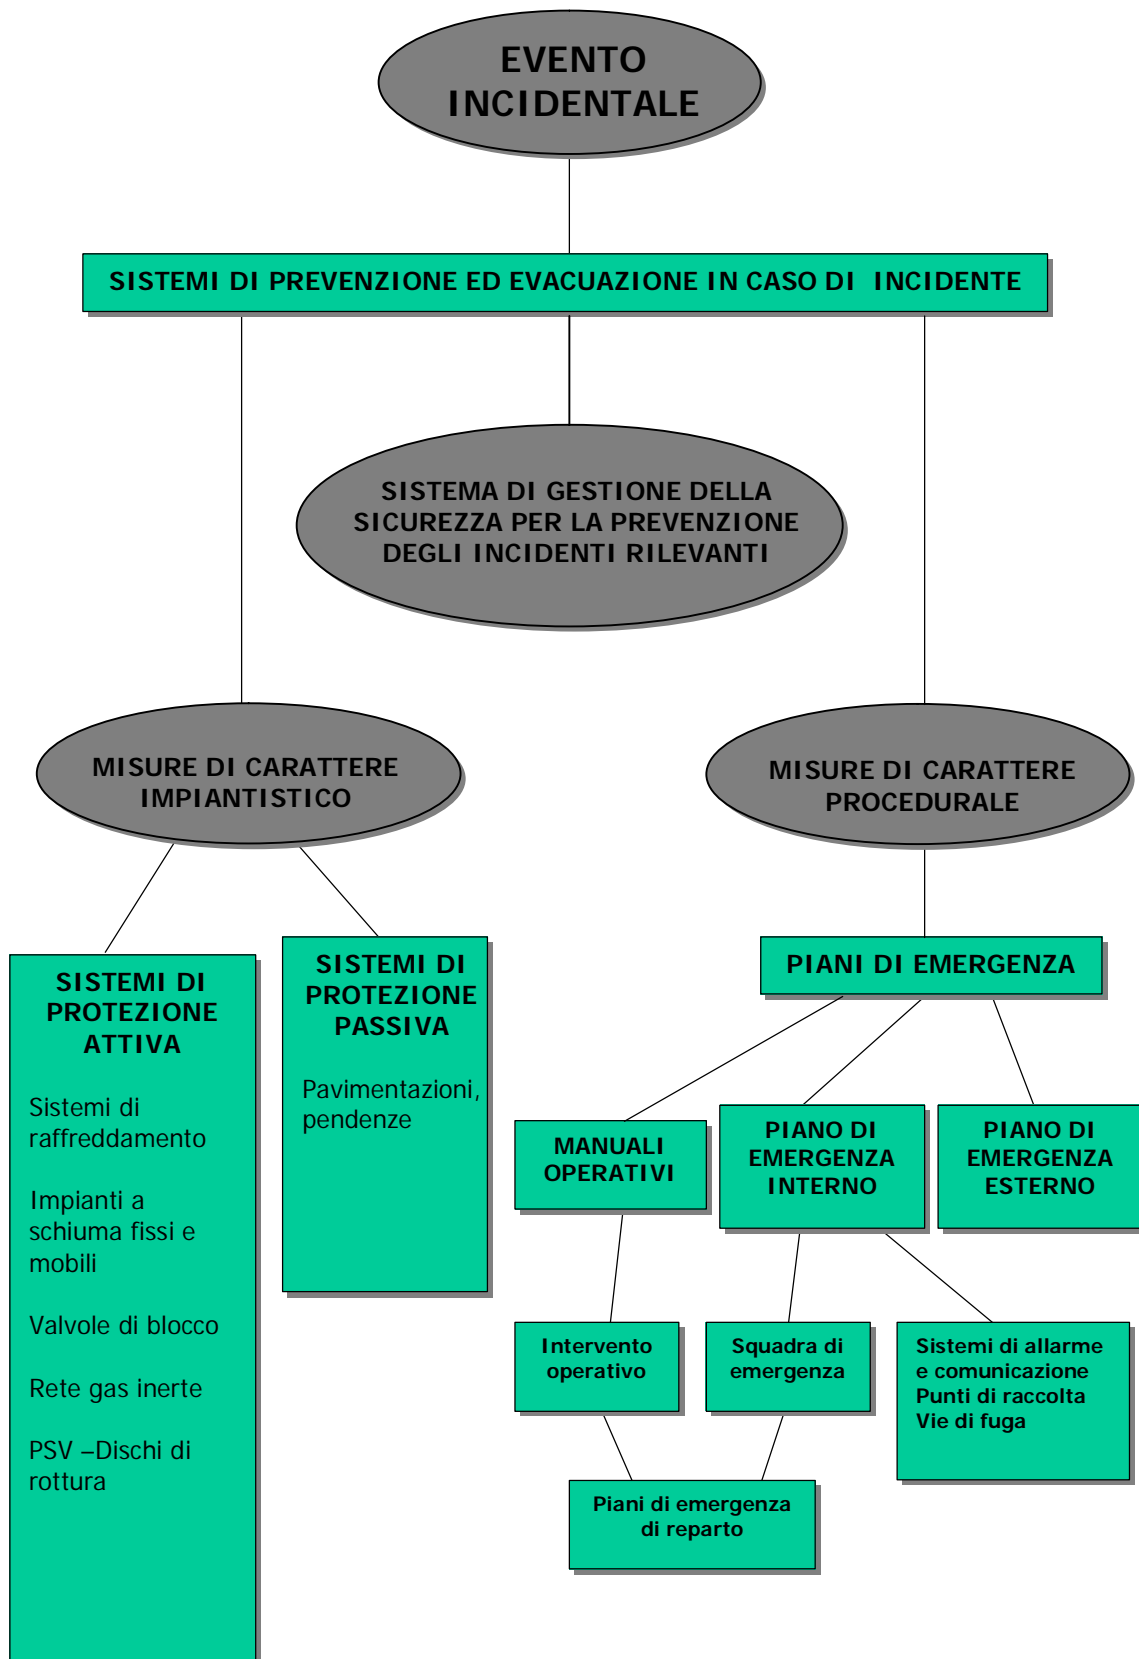 EVENTO
INCIDENTALE
SISTEMI DI PREVENZIONE ED EVACUAZIONE IN CASO DI INCIDENTE
SISTEMA DI GESTIONE DELLA
SICUREZZA PER LA PREVENZIONE
DEGLI INCIDENTI RILEVANTI
MISURE DI CARATTERE
IMPIANTISTICO
MISURE DI CARATTERE
PROCEDURALE
SISTEMI DI
PROTEZIONE
ATTIVA
Sistemi di
raffreddamento
Impianti a
schiuma fissi e
mobili
Valvole di blocco
Rete gas inerte
PSV –Dischi di
rottura
SISTEMI DI
PROTEZIONE
PASSIVA
Pavimentazioni,
pendenze
PIANI DI EMERGENZA
MANUALI
OPERATIVI
PIANO DI
EMERGENZA
INTERNO
PIANO DI
EMERGENZA
ESTERNO
Intervento
operativo
Squadra di
emergenza
Sistemi di allarme
e comunicazione
Punti di raccolta
Vie di fuga
Piani di emergenza
di reparto